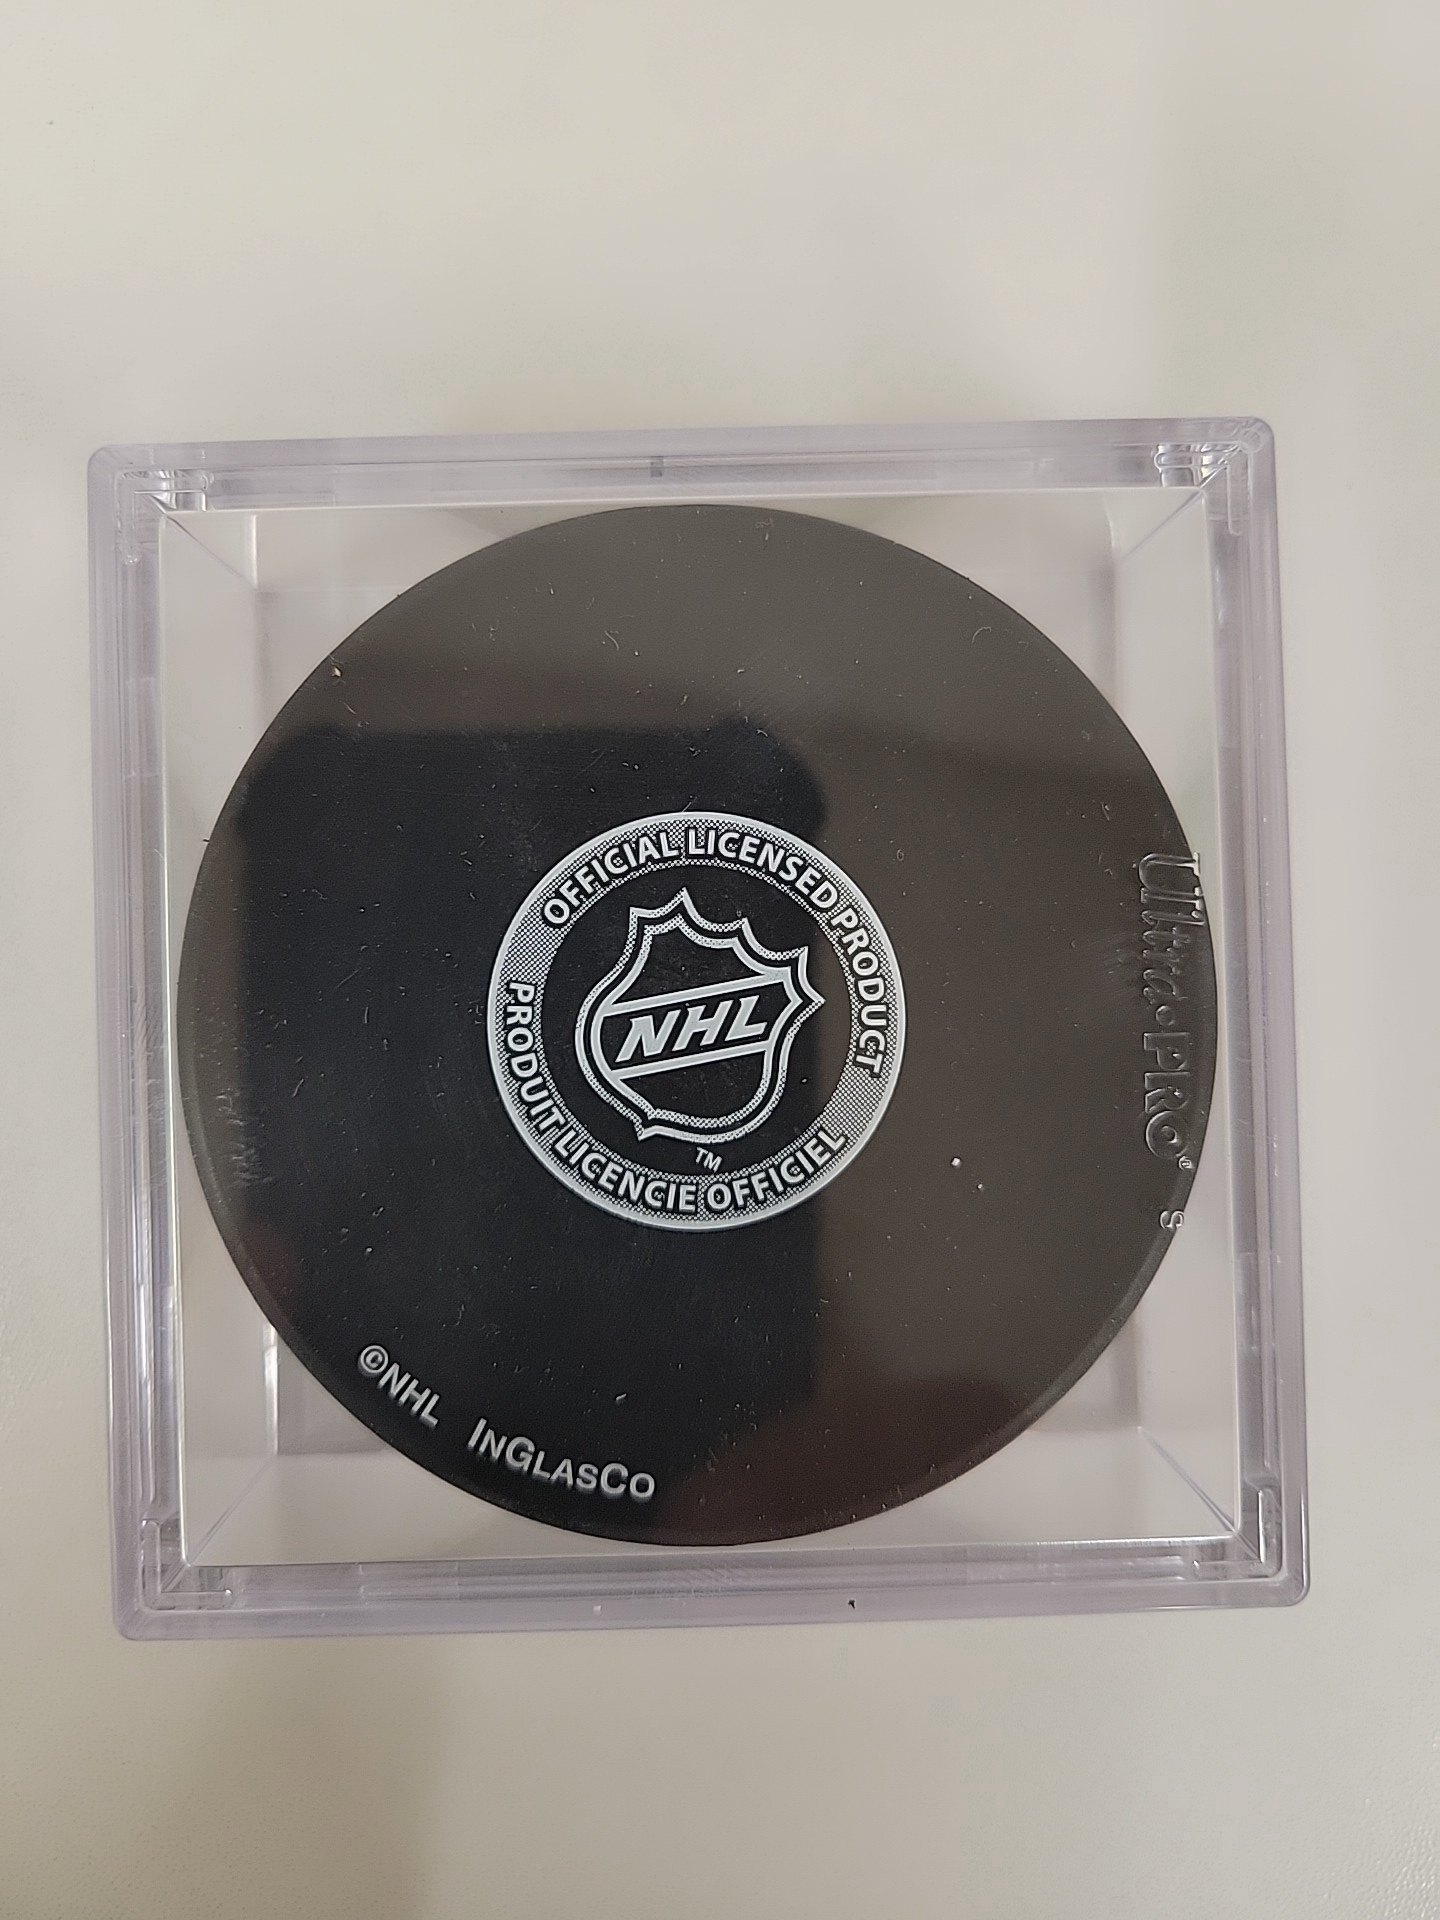 OFFICIAL LICENSED PRODUCT
NHL
TM
PRODUIT LICENCIE OFFICIEL
Ultra•PRO®
S
©NHL INGLASCO